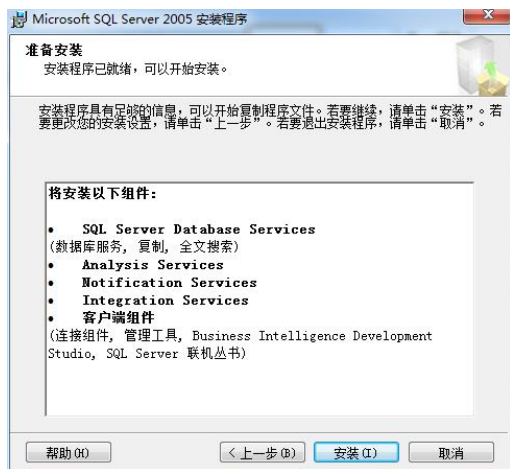 Microsoft SQL Server 2005 安装程序
准备安装
安装程序已就绪，可以开始安装。
安装程序具有足够的信息，可以开始复制程序文件。若要继续，请单击“安装”。若
要更改您的安装设置，请单击“上一步”。若要退出安装程序，请单击“取消”。
将安装以下组件：
• SQL Server Database Services
(数据库服务, 复制, 全文搜索)
• Analysis Services
• Notification Services
• Integration Services
• 客户端组件
(连接组件, 管理工具, Business Intelligence Development
Studio, SQL Server 联机丛书)
帮助(H)
<上一步(B)
安装(I)
取消